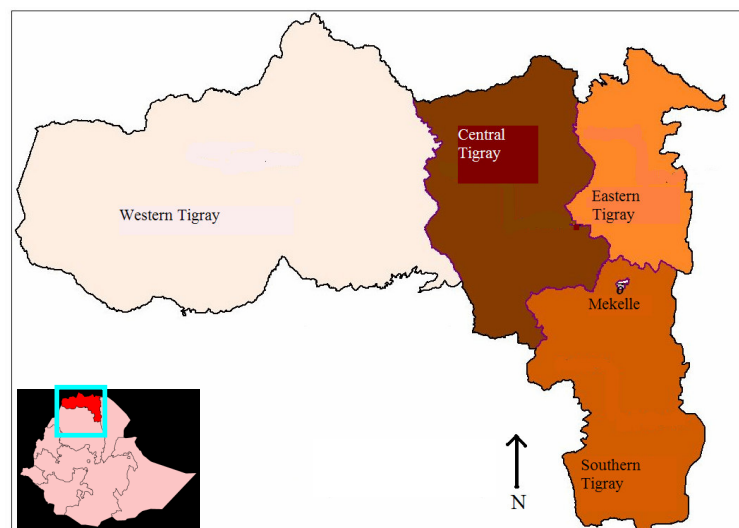 Central
Tigray
Eastern
Tigray
Western Tigray
Mekelle
Southern
Tigray
N